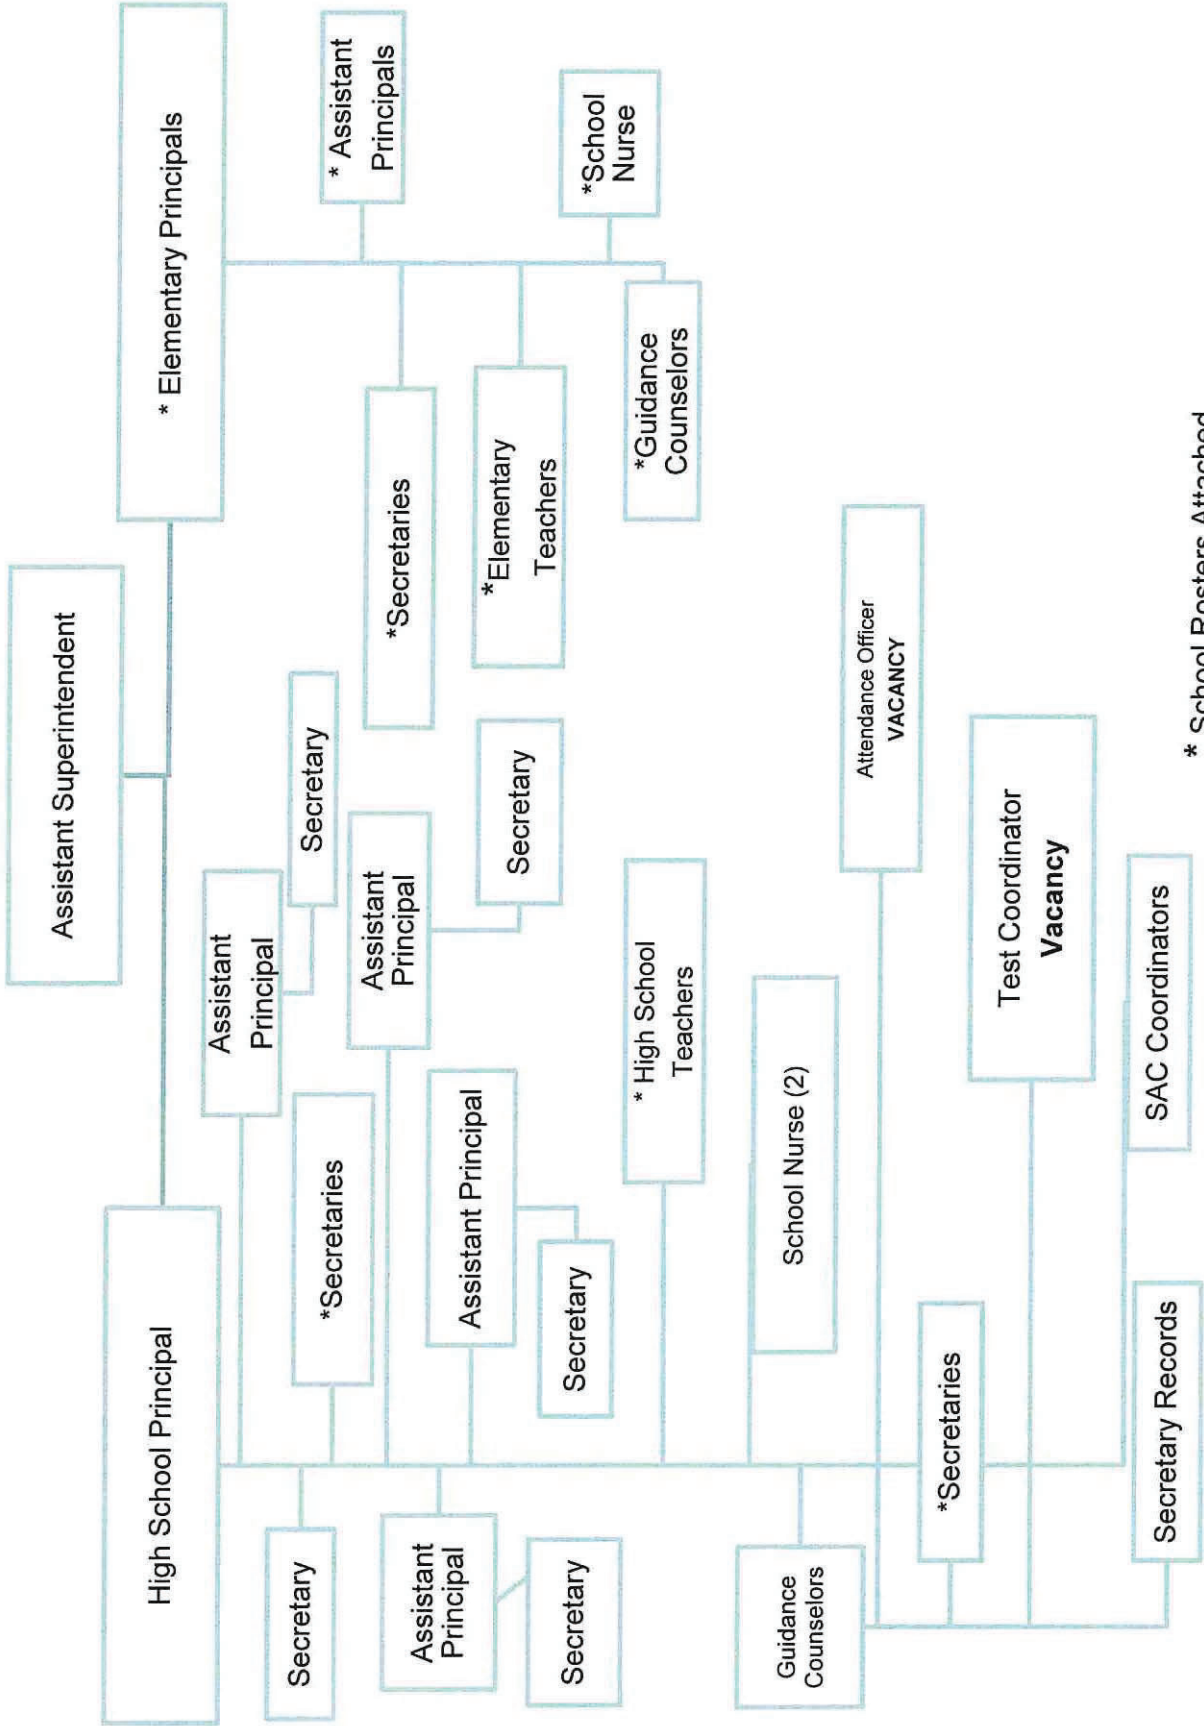 Assistant Superintendent
High School Principal
* Elementary Principals
Assistant
Principal
Secretary
Secretary
*Secretaries
Assistant
Principal
Secretary
Assistant
Principal
Secretary
Assistant Principal
Secretary
* High School
Teachers
School Nurse (2)
Guidance
Counselors
Attendance Officer
VACANCY
*Secretaries
Test Coordinator
Vacancy
Secretary Records
SAC Coordinators
* Assistant
Principals
*Secretaries
*Elementary
Teachers
*School
Nurse
*Guidance
Counselors
* School Rosters Attached